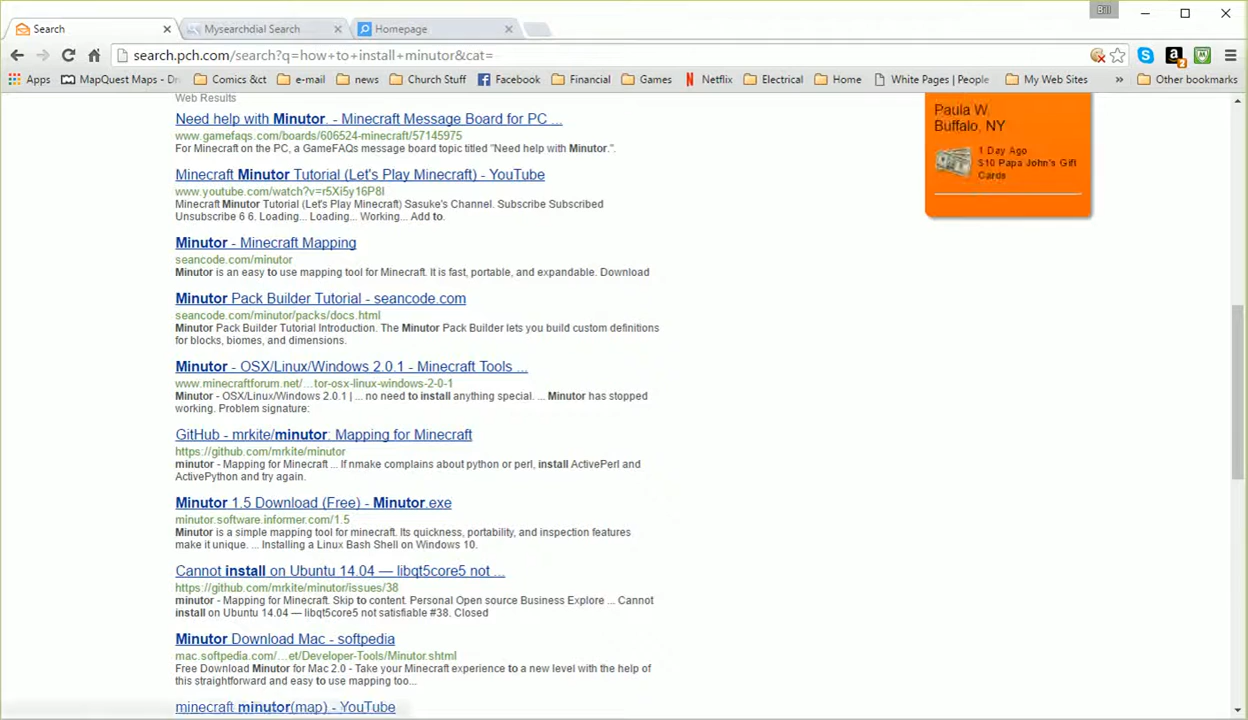 Bill
Search
Mysearchdial Search
Homepage
search.pch.com/search?q=how+to+install+minutor&cat=
Apps
MapQuest Maps - Dr
Comics &ct
e-mail
news
Church Stuff
Facebook
Financial
Games
Netflix
Electrical
Home
White Pages | People
My Web Sites
»
Other bookmarks
Web Results
Need help with Minutor. - Minecraft Message Board for PC ...
www.gamefaqs.com/boards/606524-minecraft/57145975
For Minecraft on the PC, a GameFAQs message board topic titled "Need help with Minutor.".
Minecraft Minutor Tutorial (Let's Play Minecraft) - YouTube
www.youtube.com/watch?v=r5Xi5y16P8I
Minecraft Minutor Tutorial (Let's Play Minecraft) Sasuke's Channel. Subscribe Subscribed
Unsubscribe 6 6. Loading... Loading... Working... Add to.
Minutor - Minecraft Mapping
seancode.com/minutor
Minutor is an easy to use mapping tool for Minecraft. It is fast, portable, and expandable. Download
Minutor Pack Builder Tutorial - seancode.com
seancode.com/minutor/packs/docs.html
Minutor Pack Builder Tutorial Introduction. The Minutor Pack Builder lets you build custom definitions
for blocks, biomes, and dimensions.
Minutor - OSX/Linux/Windows 2.0.1 - Minecraft Tools ...
www.minecraftforum.net/...tor-osx-linux-windows-2-0-1
Minutor - OSX/Linux/Windows 2.0.1 | ... no need to install anything special. ... Minutor has stopped
working. Problem signature:
GitHub - mrkite/minutor: Mapping for Minecraft
https://github.com/mrkite/minutor
minutor - Mapping for Minecraft ... If nmake complains about python or perl, install ActivePerl and
ActivePython and try again.
Minutor 1.5 Download (Free) - Minutor.exe
minutor.software.informer.com/1.5
Minutor is a simple mapping tool for minecraft. Its quickness, portability, and inspection features
make it unique. ... Installing a Linux Bash Shell on Windows 10.
Cannot install on Ubuntu 14.04 — libqt5core5 not ...
https://github.com/mrkite/minutor/issues/38
minutor - Mapping for Minecraft. Skip to content. Personal Open source Business Explore ... Cannot
install on Ubuntu 14.04 — libqt5core5 not satisfiable #38. Closed
Minutor Download Mac - softpedia
mac.softpedia.com/...et/Developer-Tools/Minutor.shtml
Free Download Minutor for Mac 2.0 - Take your Minecraft experience to a new level with the help of
this straightforward and easy to use mapping too...
minecraft minutor(map) - YouTube
Paula W.
Buffalo, NY
1 Day Ago
$10 Papa John's Gift
Cards